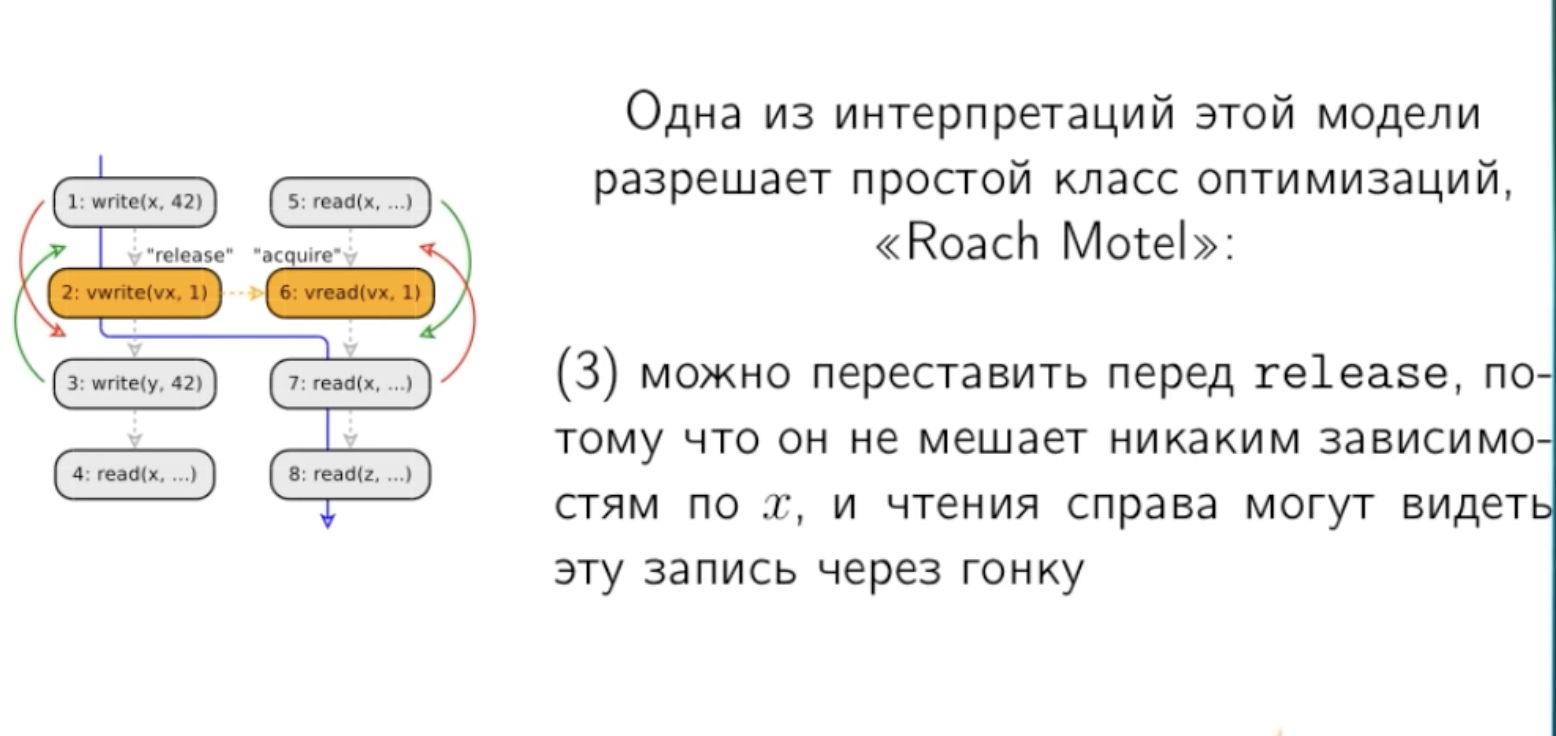 1: write(x, 42)
5: read(x, ...)
"release" "acquire"
2: vwrite(vx, 1)
6: vread(vx, 1)
3: write(y, 42)
7: read(x, ...)
4: read(x, ...)
8: read(z, ...)
Одна из интерпретаций этой модели
разрешает простой класс оптимизаций,
«Roach Motel»:
(3) можно переставить перед release, по-
тому что он не мешает никаким зависимо-
стям по x, и чтения справа могут видеть
эту запись через гонку